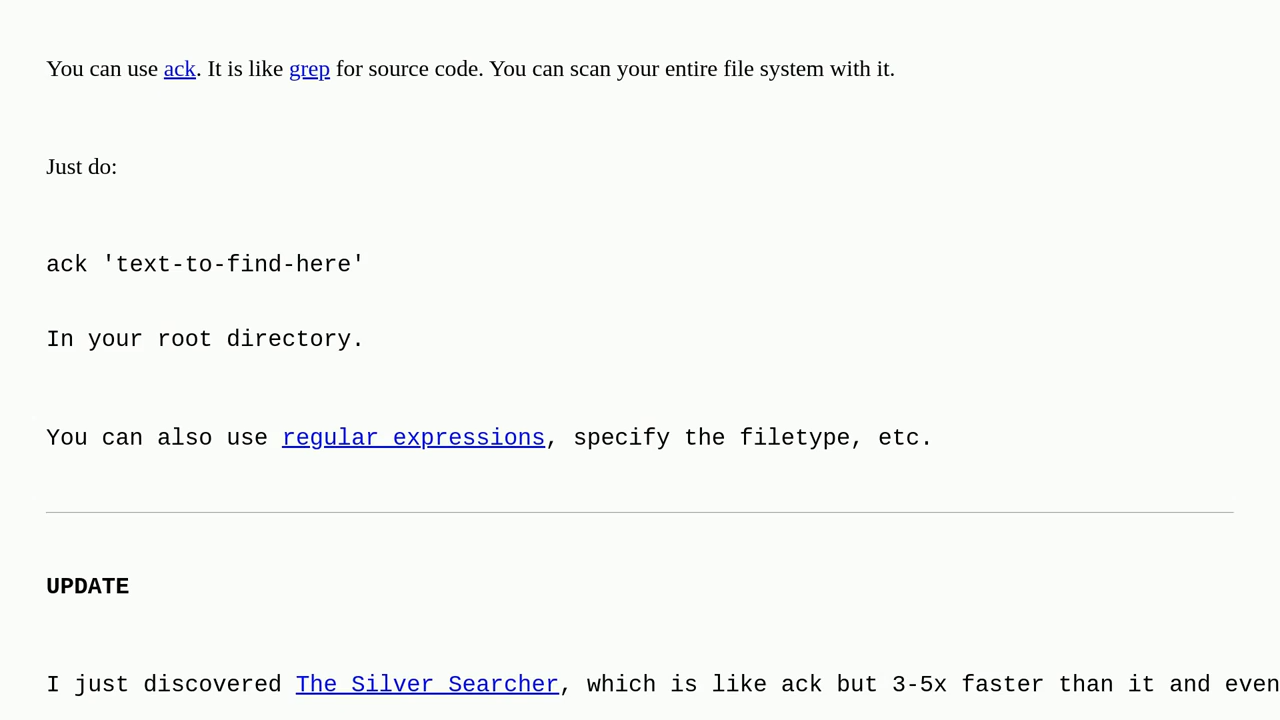 You can use ack. It is like grep for source code. You can scan your entire file system with it.
Just do:
ack 'text-to-find-here'
In your root directory.
You can also use regular expressions, specify the filetype, etc.
UPDATE
I just discovered The Silver Searcher, which is like ack but 3-5x faster than it and even